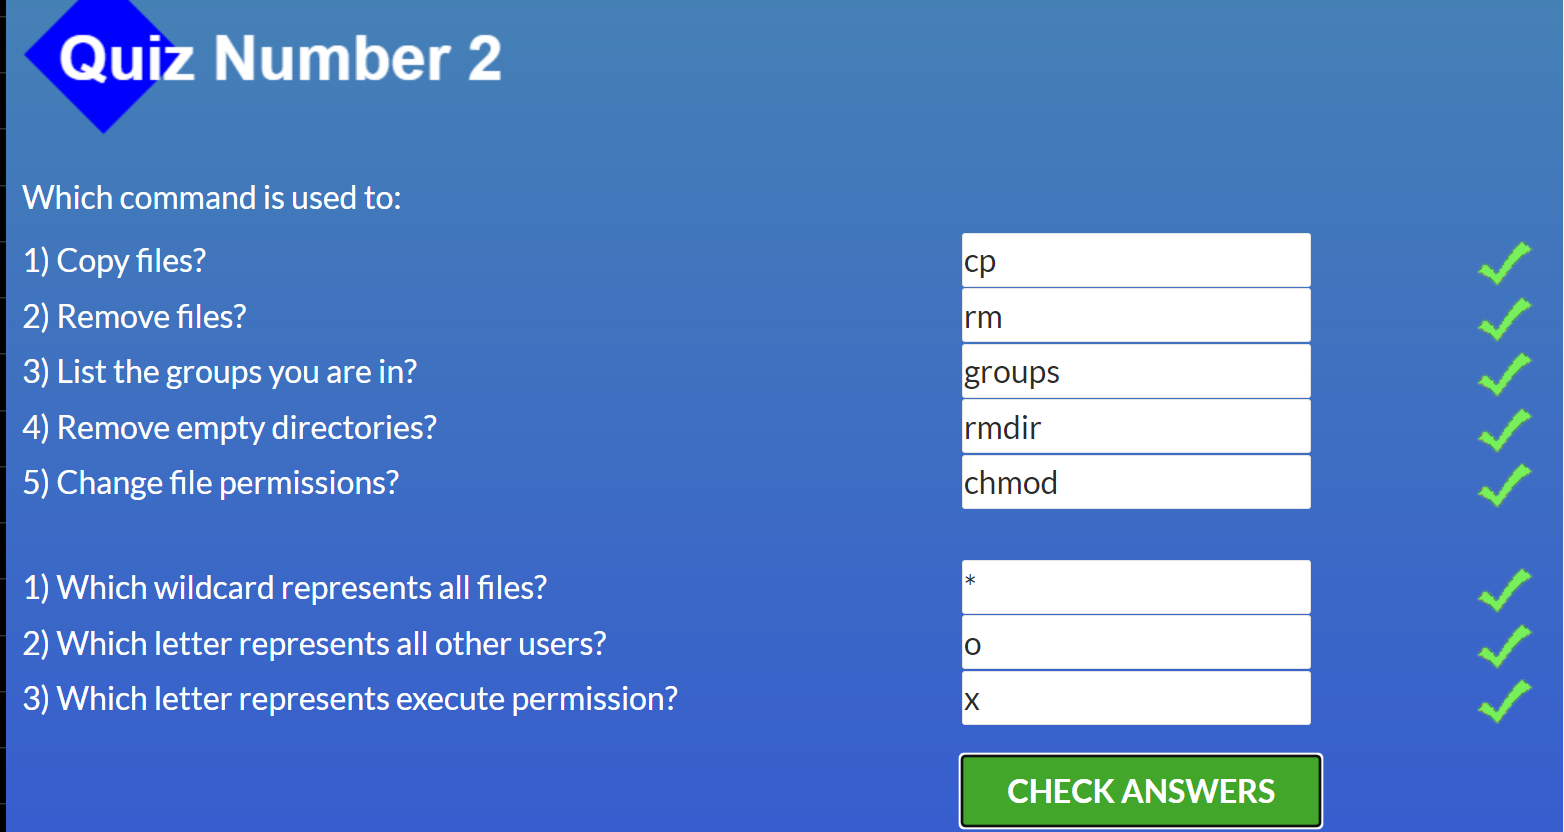 Quiz Number 2
Which command is used to:
1) Copy files? cp
2) Remove files? rm
3) List the groups you are in? groups
4) Remove empty directories? rmdir
5) Change file permissions? chmod
1) Which wildcard represents all files? *
2) Which letter represents all other users? o
3) Which letter represents execute permission? x
CHECK ANSWERS